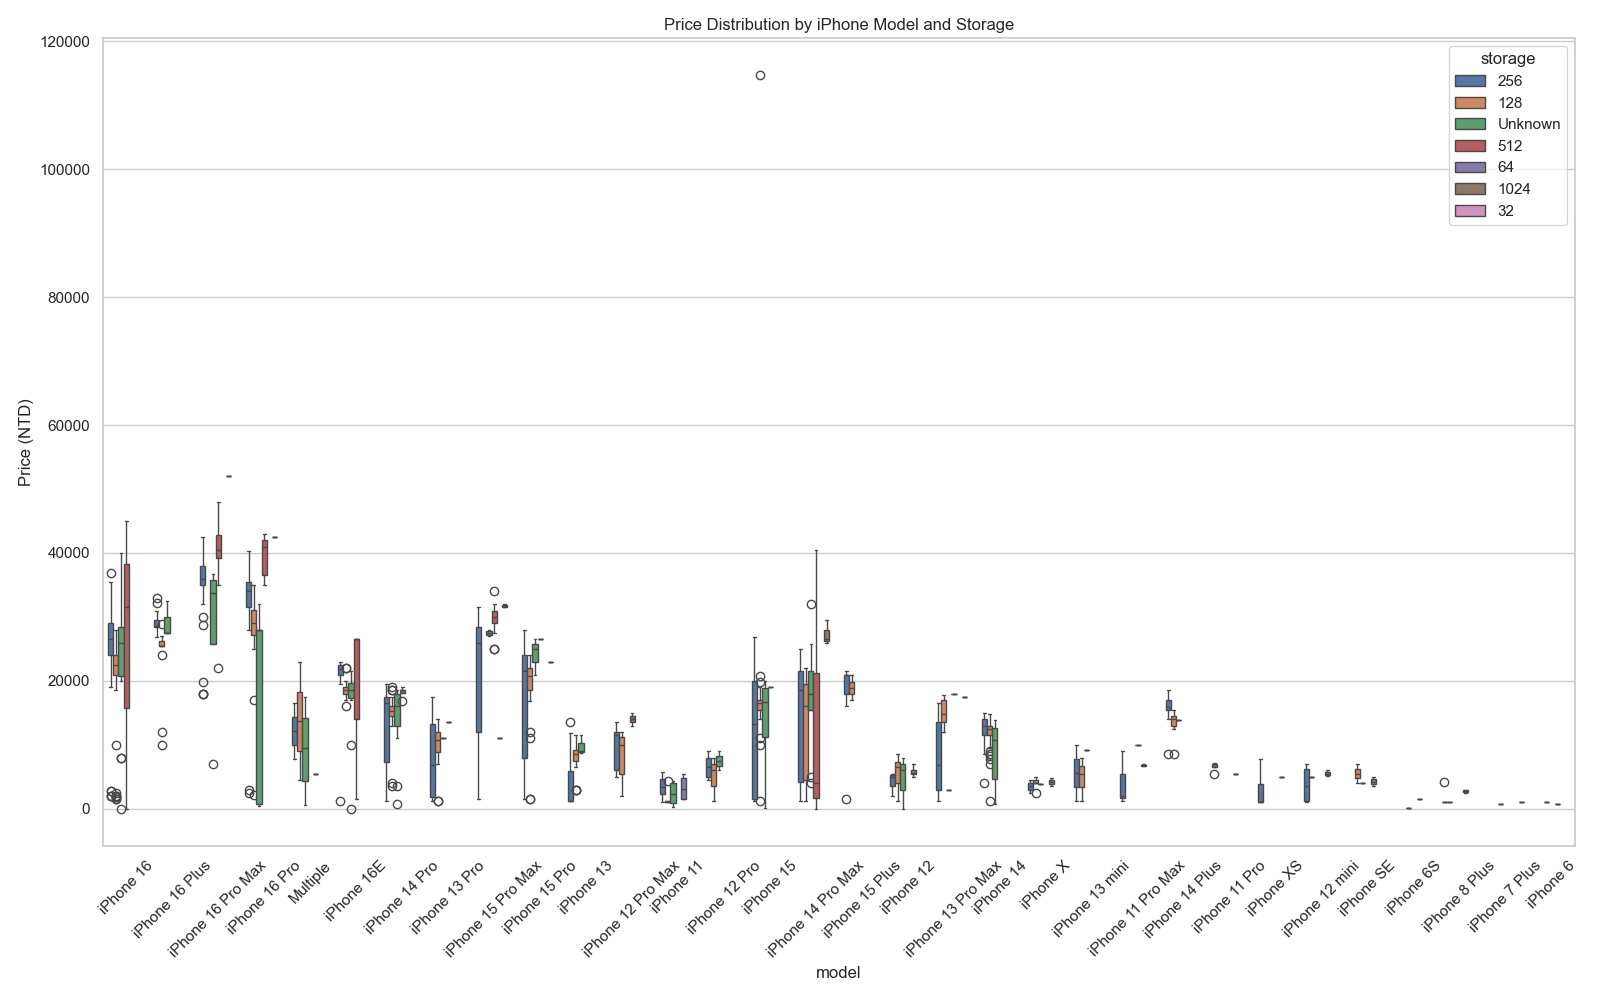 Price Distribution by iPhone Model and Storage
Price (NTD)
120000
100000
80000
60000
40000
20000
0
storage
256
128
Unknown
512
64
1024
32
iPhone 16
iPhone 16 Plus
iPhone 16 Pro Max
iPhone 16 Pro
Multiple
iPhone 16E
iPhone 14 Pro
iPhone 13 Pro
iPhone 15 Pro Max
iPhone 15 Pro
iPhone 13
iPhone 12 Pro Max
iPhone 11
iPhone 12 Pro
iPhone 15
iPhone 14 Pro Max
iPhone 15 Plus
iPhone 12
iPhone 13 Pro Max
iPhone 14
iPhone X
iPhone 13 mini
iPhone 11 Pro Max
iPhone 14 Plus
iPhone 11 Pro
iPhone XS
iPhone 12 mini
iPhone SE
iPhone 6S
iPhone 8 Plus
iPhone 7 Plus
iPhone 6
model